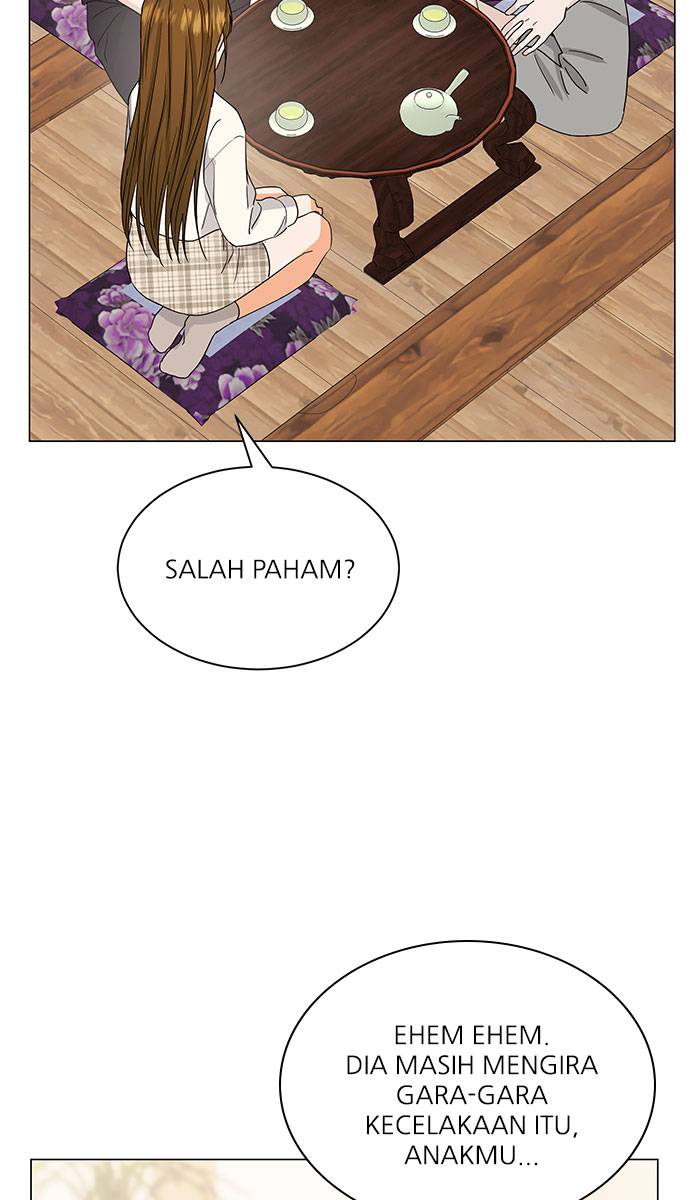 SALAH PAHAM?
EHEM EHEM.
DIA MASIH MENGIRA
GARA-GARA
KECELAKAAN ITU,
ANAKMU...